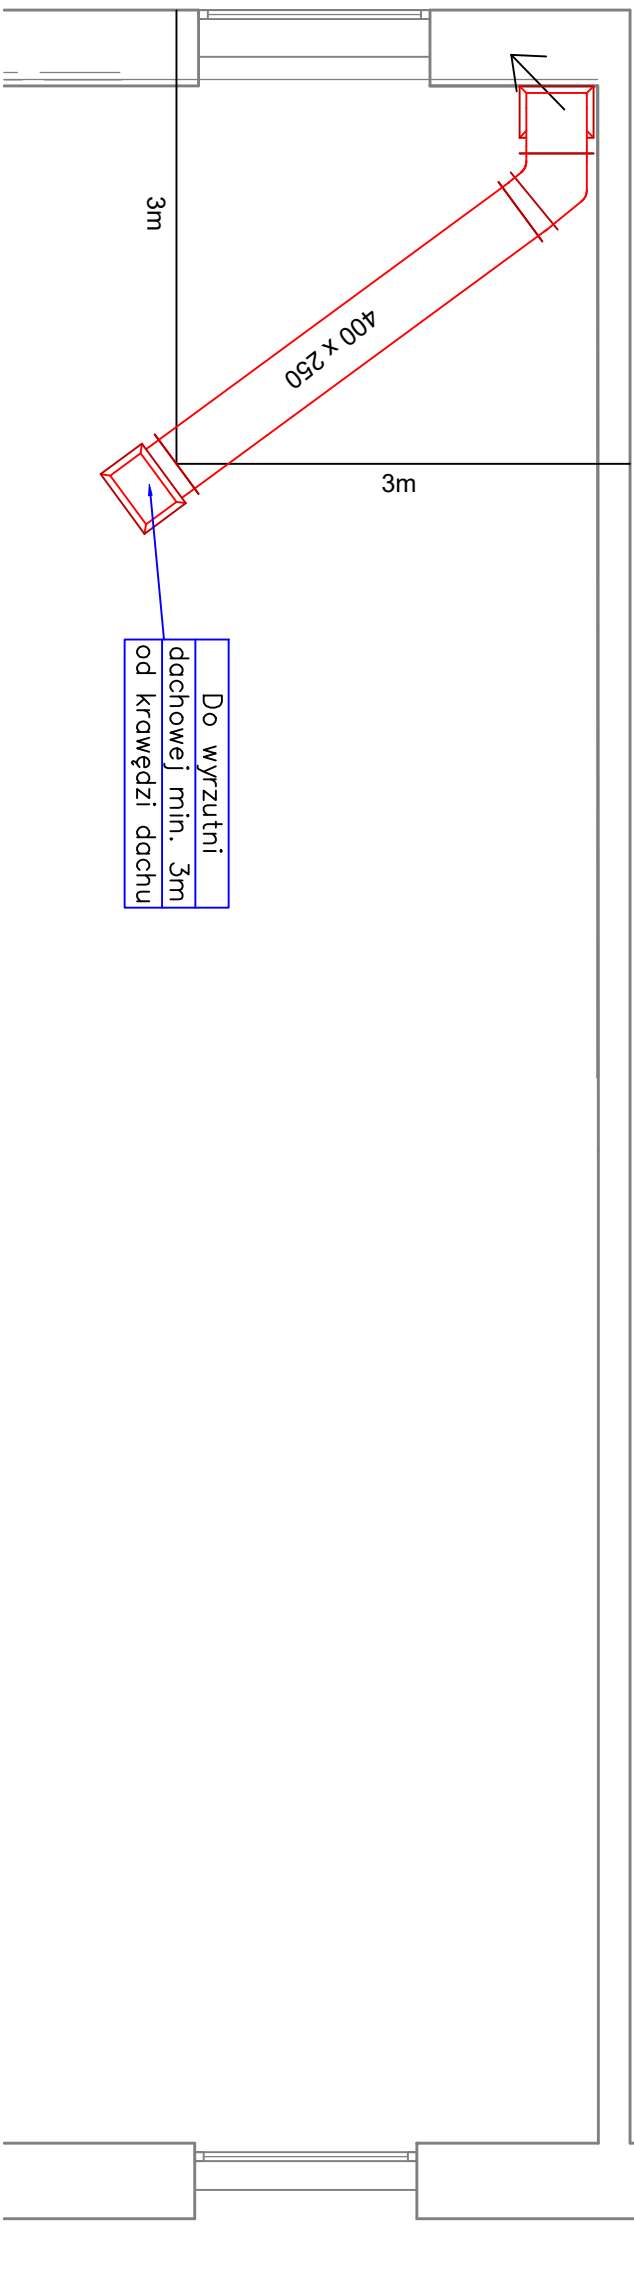 3m
400 x 250
3m
Do wyrzutni
dachowej min. 3m
od krawędzi dachu